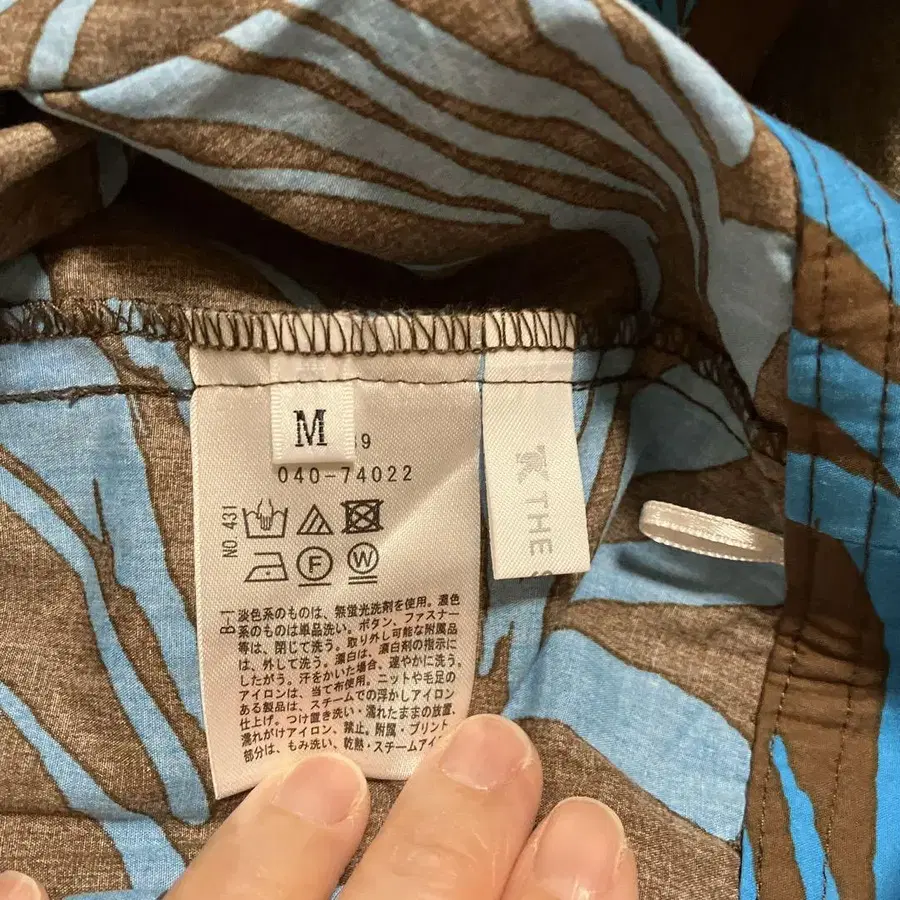 M
9
040-74022
NO.431
F
W
B-1
淡色系のものは、無蛍光洗剤を使用。濃色
系のものは単品洗い。ボタン、ファスナー
等は、閉じて洗う。取り外し可能な附属品
は、外して洗う。漂白は、漂白剤の指示に
したがう。汗をかいた場合、速やかに洗う。
アイロンは、当て布使用。ニットや毛足の
ある製品は、スチームでの浮かしアイロン
仕上げ。つけ置き洗い・濡れたままの放置、
濡れがけアイロン、禁止。附属・プリント
部分は、もみ洗い、乾熱・スチームアイ
THE S